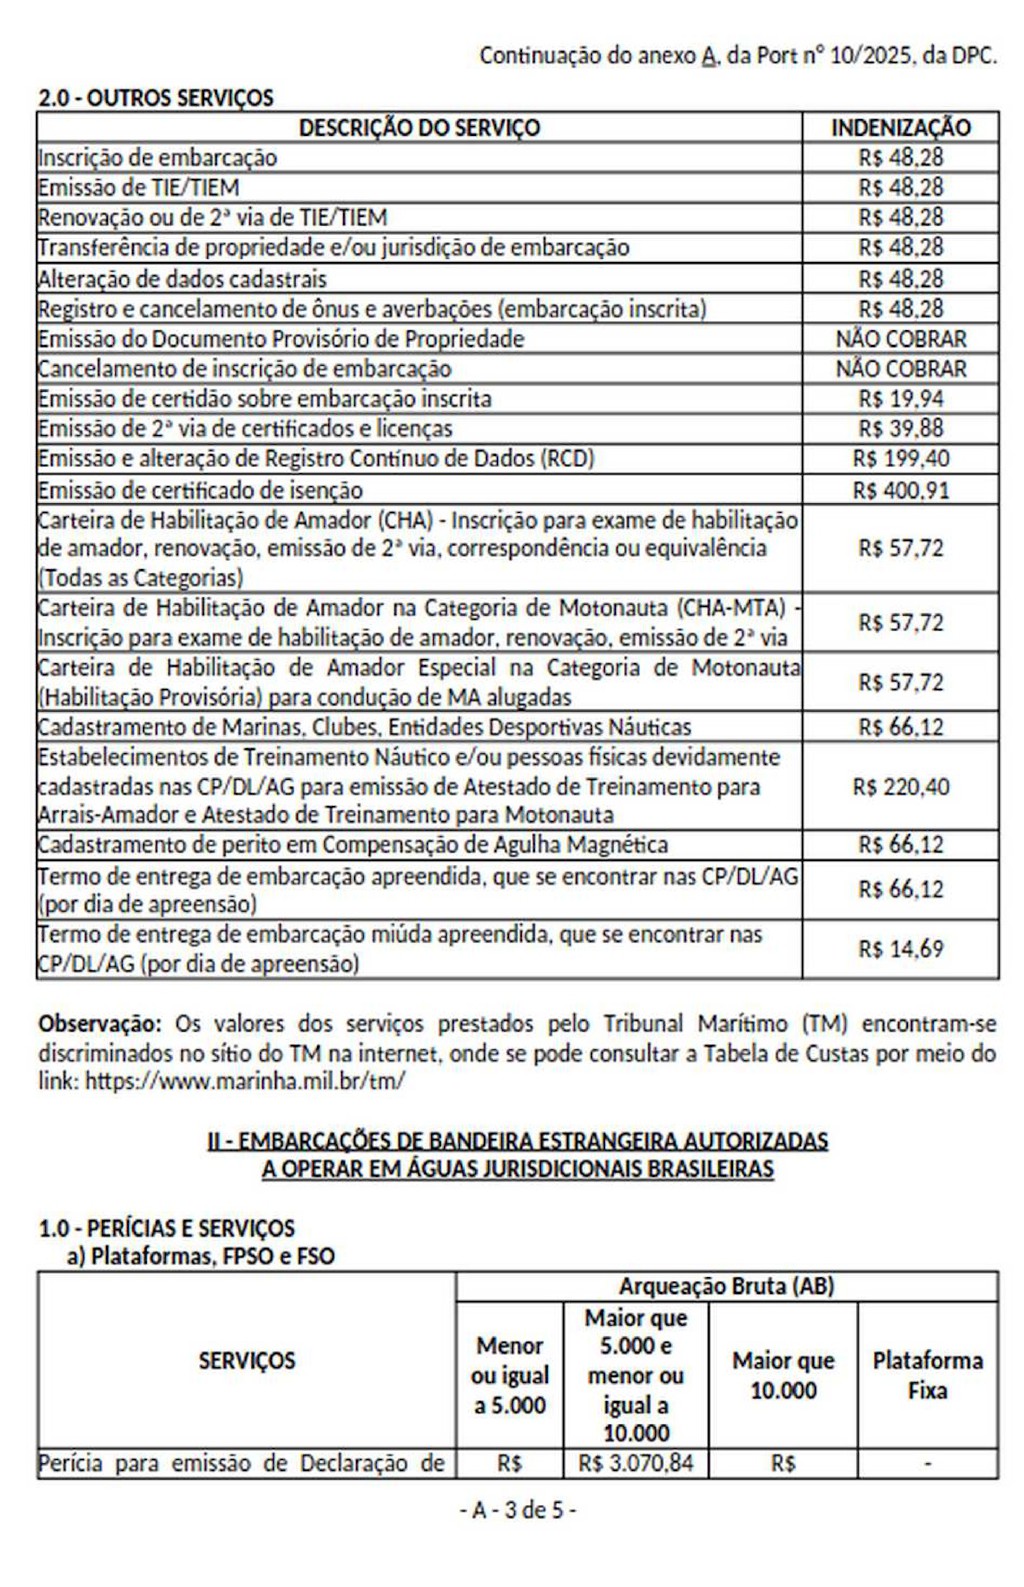 Continuação do anexo A, da Port nº 10/2025, da DPC.
2.0 - OUTROS SERVIÇOS
DESCRIÇÃO DO SERVIÇO INDENIZAÇÃO
Inscrição de embarcação R$ 48,28
Emissão de TIE/TIEM R$ 48,28
Renovação ou de 2ª via de TIE/TIEM R$ 48,28
Transferência de propriedade e/ou jurisdição de embarcação R$ 48,28
Alteração de dados cadastrais R$ 48,28
Registro e cancelamento de ônus e averbações (embarcação inscrita) R$ 48,28
Emissão do Documento Provisório de Propriedade NÃO COBRAR
Cancelamento de inscrição de embarcação NÃO COBRAR
Emissão de certidão sobre embarcação inscrita R$ 19,94
Emissão de 2ª via de certificados e licenças R$ 39,88
Emissão e alteração de Registro Contínuo de Dados (RCD) R$ 199,40
Emissão de certificado de isenção R$ 400,91
Carteira de Habilitação de Amador (CHA) - Inscrição para exame de habilitação
de amador, renovação, emissão de 2ª via, correspondência ou equivalência R$ 57,72
(Todas as Categorias)
Carteira de Habilitação de Amador na Categoria de Motonauta (CHA-MTA) -
Inscrição para exame de habilitação de amador, renovação, emissão de 2ª via R$ 57,72
Carteira de Habilitação de Amador Especial na Categoria de Motonauta
(Habilitação Provisória) para condução de MA alugadas R$ 57,72
Cadastramento de Marinas, Clubes, Entidades Desportivas Náuticas R$ 66,12
Estabelecimentos de Treinamento Náutico e/ou pessoas físicas devidamente
cadastradas nas CP/DL/AG para emissão de Atestado de Treinamento para R$ 220,40
Arrais-Amador e Atestado de Treinamento para Motonauta
Cadastramento de perito em Compensação de Agulha Magnética R$ 66,12
Termo de entrega de embarcação apreendida, que se encontrar nas CP/DL/AG
(por dia de apreensão) R$ 66,12
Termo de entrega de embarcação miúda apreendida, que se encontrar nas
CP/DL/AG (por dia de apreensão) R$ 14,69
Observação: Os valores dos serviços prestados pelo Tribunal Marítimo (TM) encontram-se
discriminados no sítio do TM na internet, onde se pode consultar a Tabela de Custas por meio do
link: https://www.marinha.mil.br/tm/
II - EMBARCAÇÕES DE BANDEIRA ESTRANGEIRA AUTORIZADAS
A OPERAR EM ÁGUAS JURISDICIONAIS BRASILEIRAS
1.0 - PERÍCIAS E SERVIÇOS
a) Plataformas, FPSO e FSO
SERVIÇOS
Arqueação Bruta (AB)
Menor
ou igual
a 5.000
Maior que
5.000 e
menor ou
igual a
10.000
Maior que
10.000
Plataforma
Fixa
Perícia para emissão de Declaração de R$ R$ 3.070,84 R$ -
- A - 3 de 5 -